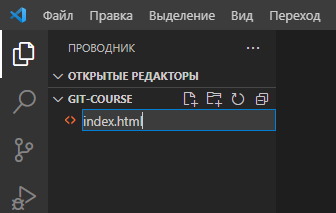 Файл Правка Выделение Вид Переход
ПРОВОДНИК
ОТКРЫТЫЕ РЕДАКТОРЫ
GIT-COURSE
index.html